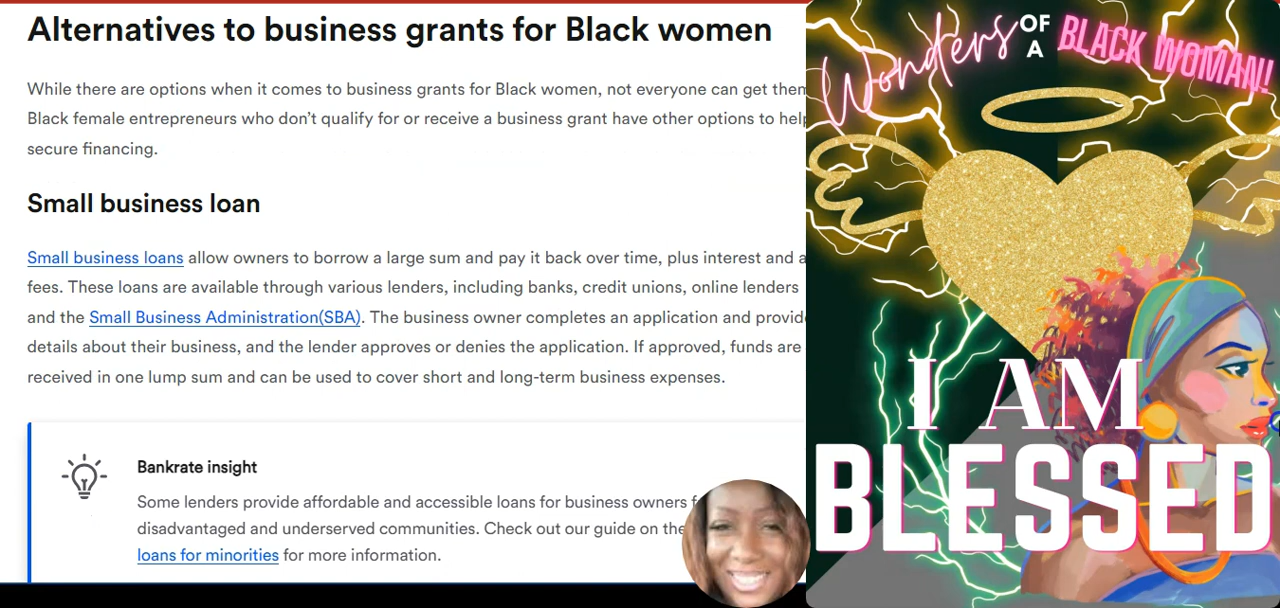 Alternatives to business grants for Black women
While there are options when it comes to business grants for Black women, not everyone can get them
Black female entrepreneurs who don’t qualify for or receive a business grant have other options to help
secure financing.
Small business loan
Small business loans allow owners to borrow a large sum and pay it back over time, plus interest and a
fees. These loans are available through various lenders, including banks, credit unions, online lenders
and the Small Business Administration(SBA). The business owner completes an application and provid
details about their business, and the lender approves or denies the application. If approved, funds are
received in one lump sum and can be used to cover short and long-term business expenses.
Bankrate insight
Some lenders provide affordable and accessible loans for business owners f
disadvantaged and underserved communities. Check out our guide on the
loans for minorities for more information.
Wonders OF A BLACK WOMAN!
I AM
BLESSED